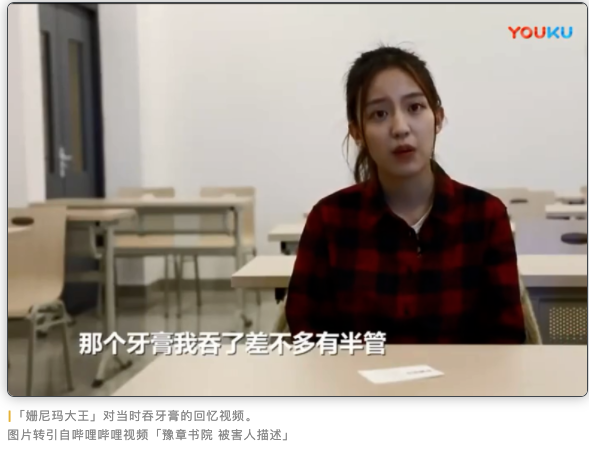 YOUKU
那个牙膏我吞了差不多有半管
「姗尼玛大王」对当时吞牙膏的回忆视频。
图片转引自哔哩哔哩视频「豫章书院 被害人描述」